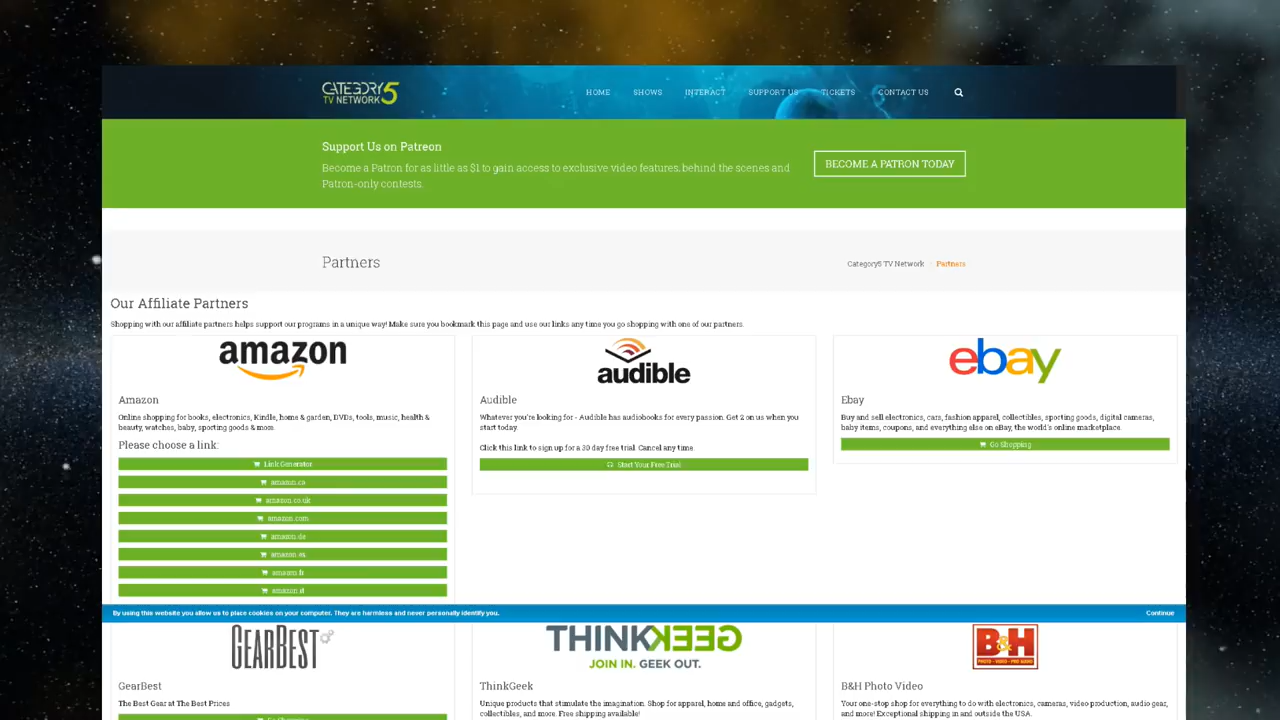 CATEGORY5
TV NETWORK
HOME SHOWS INTERACT SUPPORT US TICKETS CONTACT US
Support Us on Patreon
Become a Patron for as little as $1 to gain access to exclusive video features, behind the scenes and
Patron-only contests.
BECOME A PATRON TODAY
Partners
Category5 TV Network Partners
Our Affiliate Partners
Shopping with our affiliate partners helps support our programs in a unique way! Make sure you bookmark this page and use our links any time you go shopping with one of our partners.
amazon
Amazon
Online shopping for books, electronics, Kindle, home & garden, DVDs, tools, music, health &
beauty, watches, baby, sporting goods & more.
Please choose a link:
Link Generator
amazon.ca
amazon.co.uk
amazon.com
amazon.de
amazon.es
amazon.fr
amazon.it
audible
Audible
Whatever you're looking for - Audible has audiobooks for every passion. Get 2 on us when you
start today.
Click this link to sign up for a 30 day free trial. Cancel any time.
Start Your Free Trial
ebay
Ebay
Buy and sell electronics, cars, fashion apparel, collectibles, sporting goods, digital cameras,
baby items, coupons, and everything else on eBay, the world's online marketplace.
Go Shopping
By using this website you allow us to place cookies on your computer. They are harmless and never personally identify you.
Continue
GEARBEST
GearBest
The Best Gear at The Best Prices
Go Shopping
THINKGEEK
JOIN IN. GEEK OUT.
ThinkGeek
Unique products that stimulate the imagination. Shop for apparel, home and office, gadgets,
collectibles, and more. Free shipping available!
B&H
PHOTO - VIDEO - PRO AUDIO
B&H Photo Video
Your one-stop shop for everything to do with electronics, cameras, video production, audio gear,
and more! Exceptional shipping in and outside the USA.